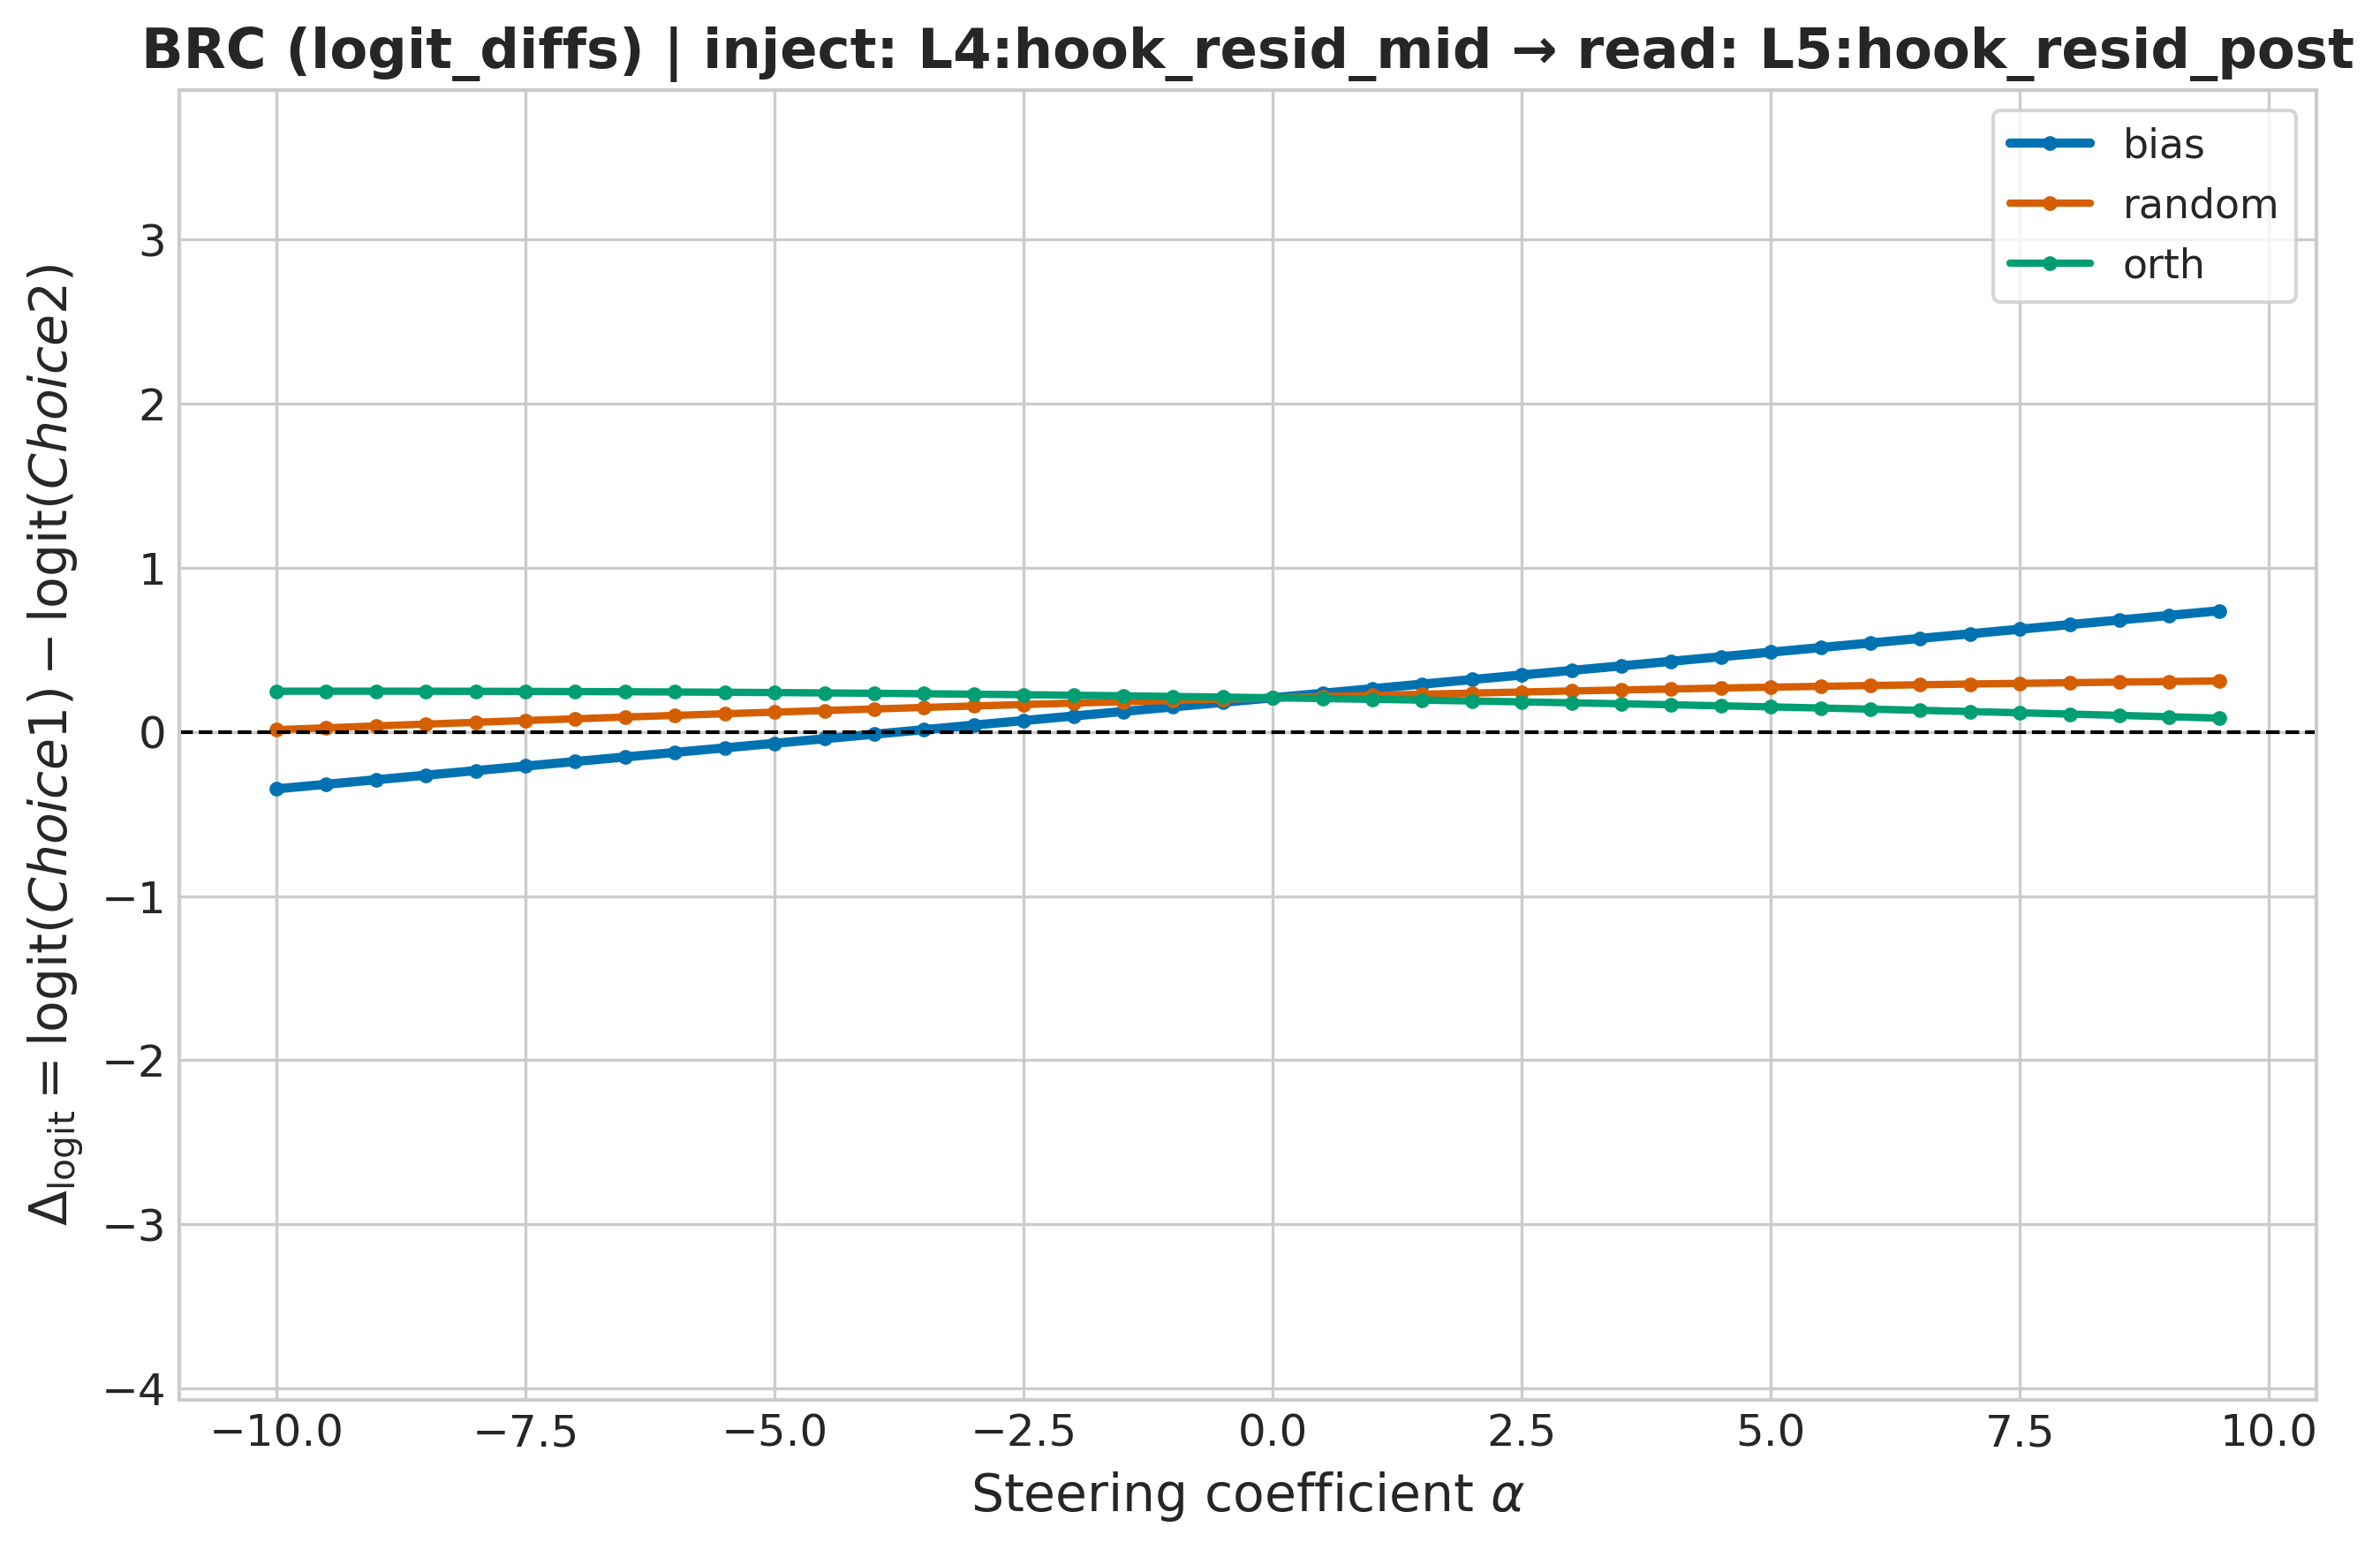 BRC (logit_diffs) | inject: L4:hook_resid_mid → read: L5:hook_resid_post
bias
random
orth
Δlogit = logit(Choice1) − logit(Choice2)
3
2
1
0
−1
−2
−3
−4
−10.0 −7.5 −5.0 −2.5 0.0 2.5 5.0 7.5 10.0
Steering coefficient α